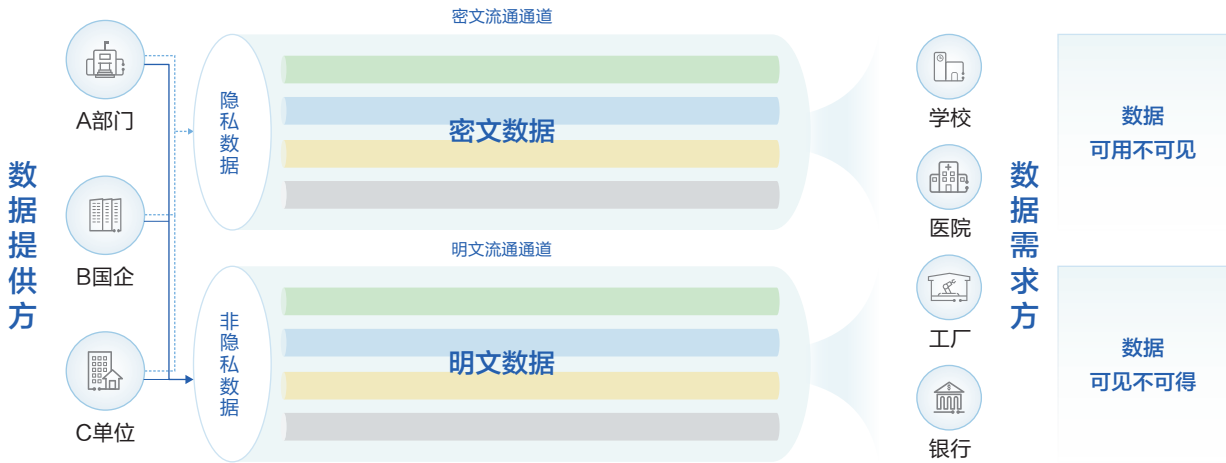 数据提供方
A部门
B国企
C单位
密文流通通道
隐私数据
密文数据
明文流通通道
非隐私数据
明文数据
学校
医院
工厂
银行
数据需求方
数据
可用不可见
数据
可见不可得